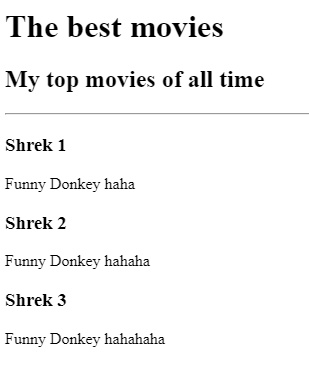 The best movies
My top movies of all time
Shrek 1
Funny Donkey haha
Shrek 2
Funny Donkey hahaha
Shrek 3
Funny Donkey hahahaha